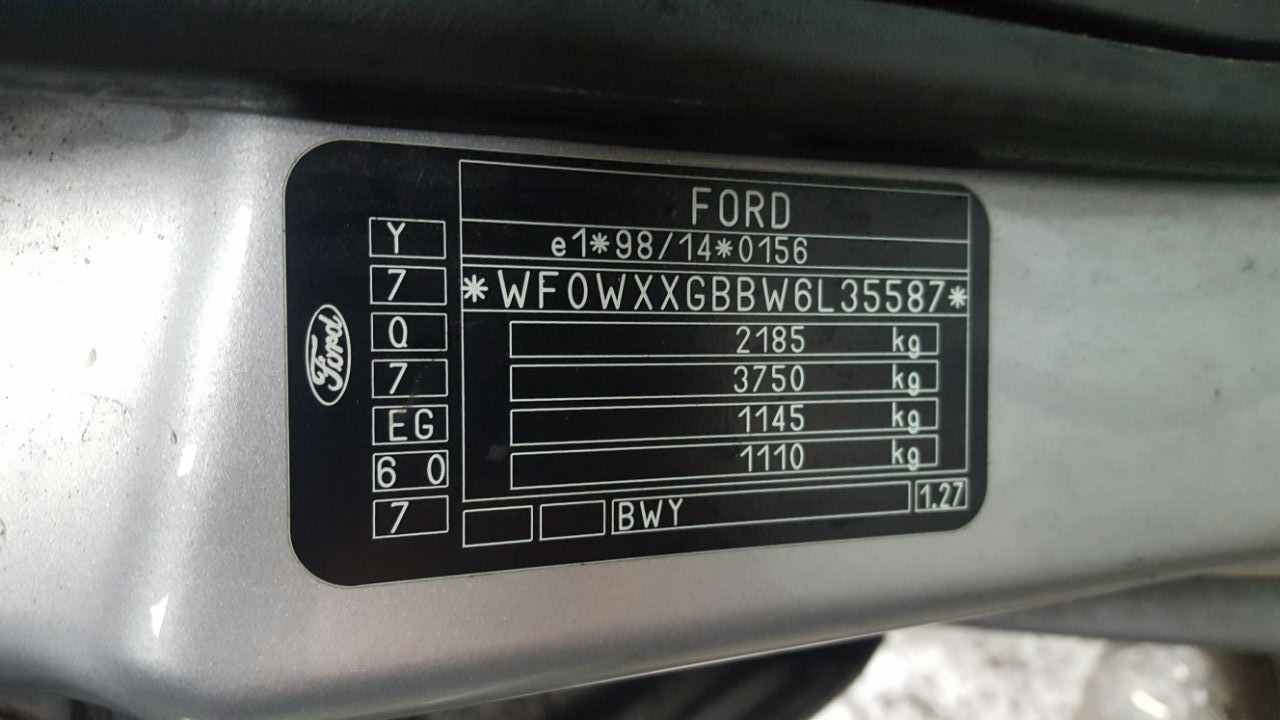 Ford
Y
7
Q
7
EG
6 0
7
FORD
e1*98/14*0156
*WF0WXXGBBW6L35587*
2185 kg
3750 kg
1145 kg
1110 kg
BWY 1.27